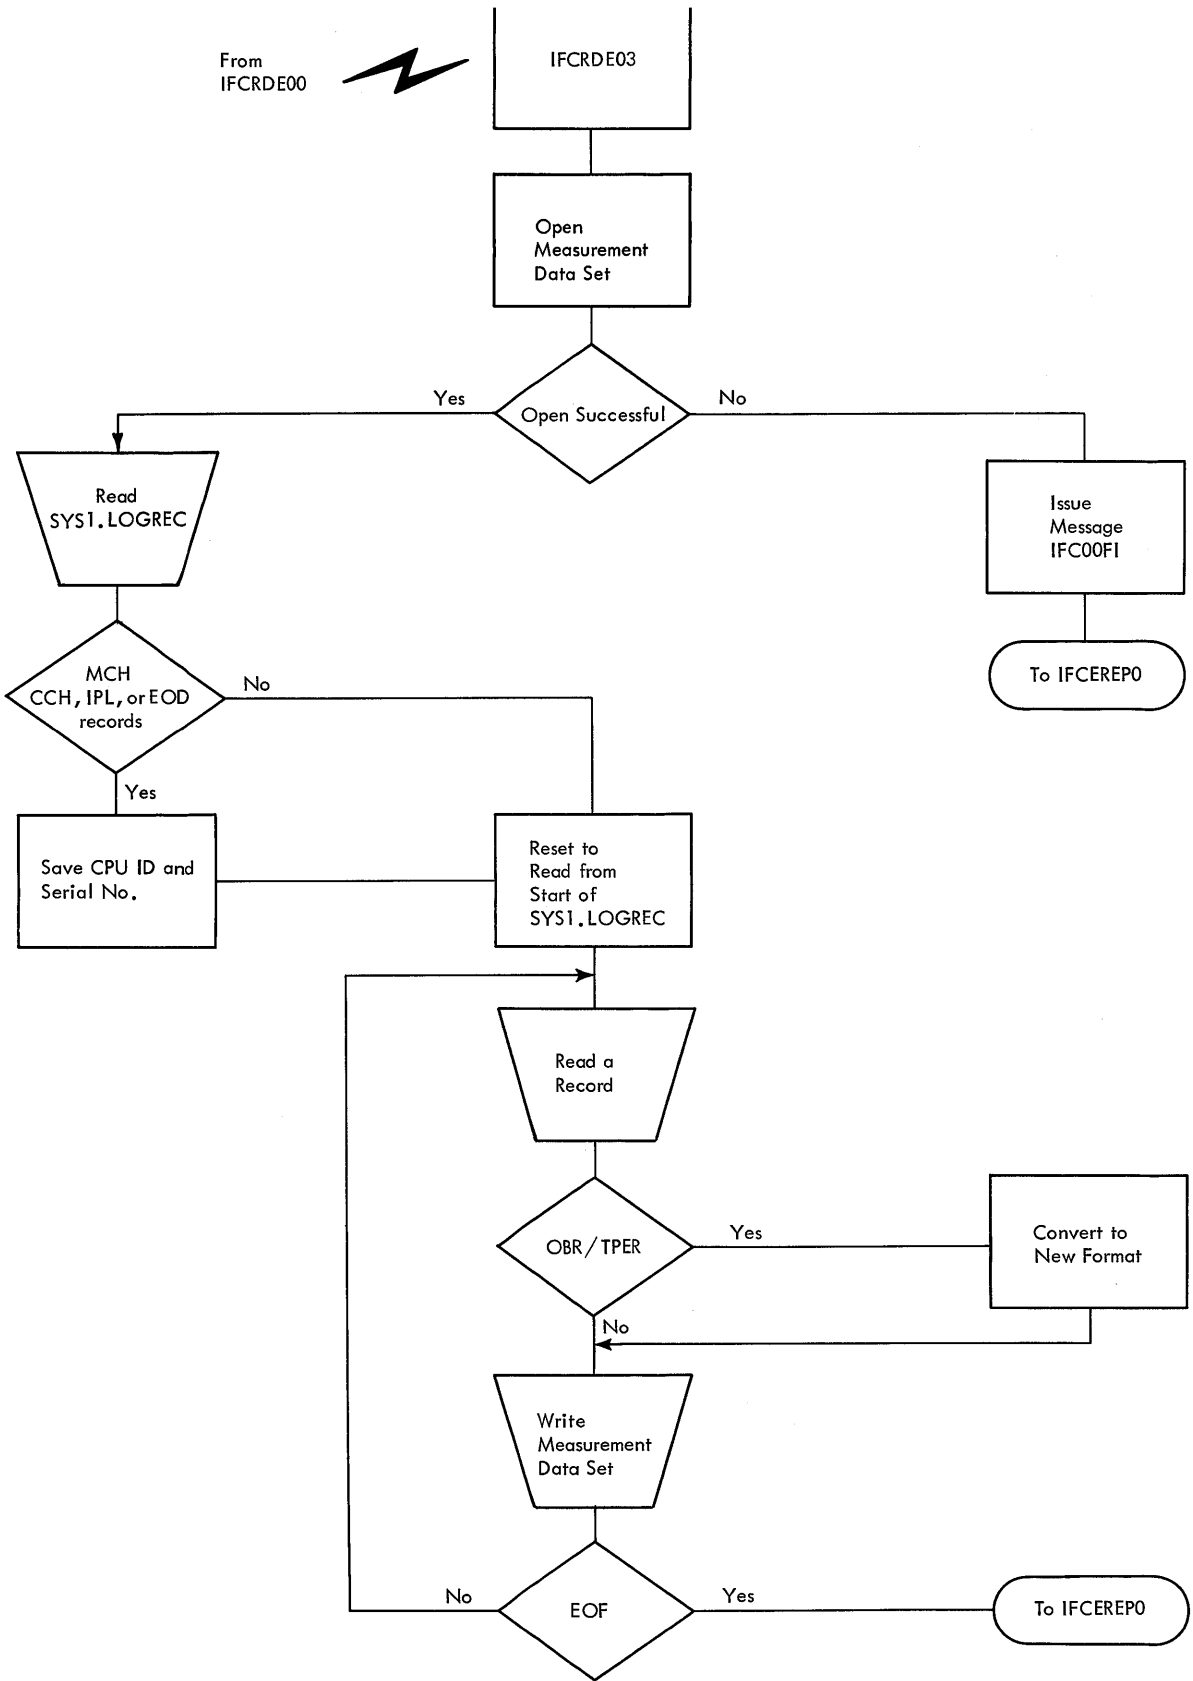 From
IFCRDE00
IFCRDE03
Open
Measurement
Data Set
Yes
Open Successful
No
Read
SYS1.LOGREC
Issue
Message
IFC00FI
To IFCEREP0
MCH
CCH, IPL, or EOD
records
No
Yes
Save CPU ID and
Serial No.
Reset to
Read from
Start of
SYS1.LOGREC
Read a
Record
OBR/TPER
Yes
Convert to
New Format
No
Write
Measurement
Data Set
No
EOF
Yes
To IFCEREP0